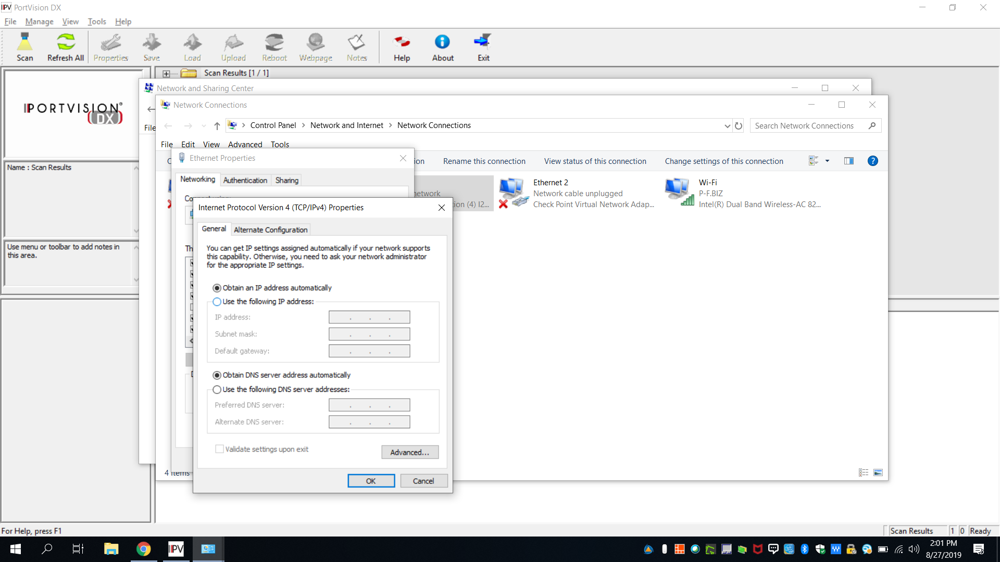 PortVision DX
File Manage View Tools Help
Scan Refresh All Properties Save Load Upload Reboot Webpage Notes Help About Exit
Scan Results [1 / 1]
PORTVISION®
DX
Name : Scan Results
Use menu or toolbar to add notes in
this area.
Network and Sharing Center
File
Network Connections
Control Panel > Network and Internet > Network Connections
Search Network Connections
File Edit View Advanced Tools
Rename this connection View status of this connection Change settings of this connection
Ethernet 2
Network cable unplugged
Check Point Virtual Network Adap...
Wi-Fi
P-F.BIZ
Intel(R) Dual Band Wireless-AC 82...
Ethernet Properties
Networking Authentication Sharing
Internet Protocol Version 4 (TCP/IPv4) Properties
General Alternate Configuration
You can get IP settings assigned automatically if your network supports
this capability. Otherwise, you need to ask your network administrator
for the appropriate IP settings.
Obtain an IP address automatically
Use the following IP address:
IP address:
Subnet mask:
Default gateway:
Obtain DNS server address automatically
Use the following DNS server addresses:
Preferred DNS server:
Alternate DNS server:
Validate settings upon exit
Advanced...
OK Cancel
4 items
For Help, press F1
Scan Results 1 0 Ready
IPV
2:01 PM
8/27/2019